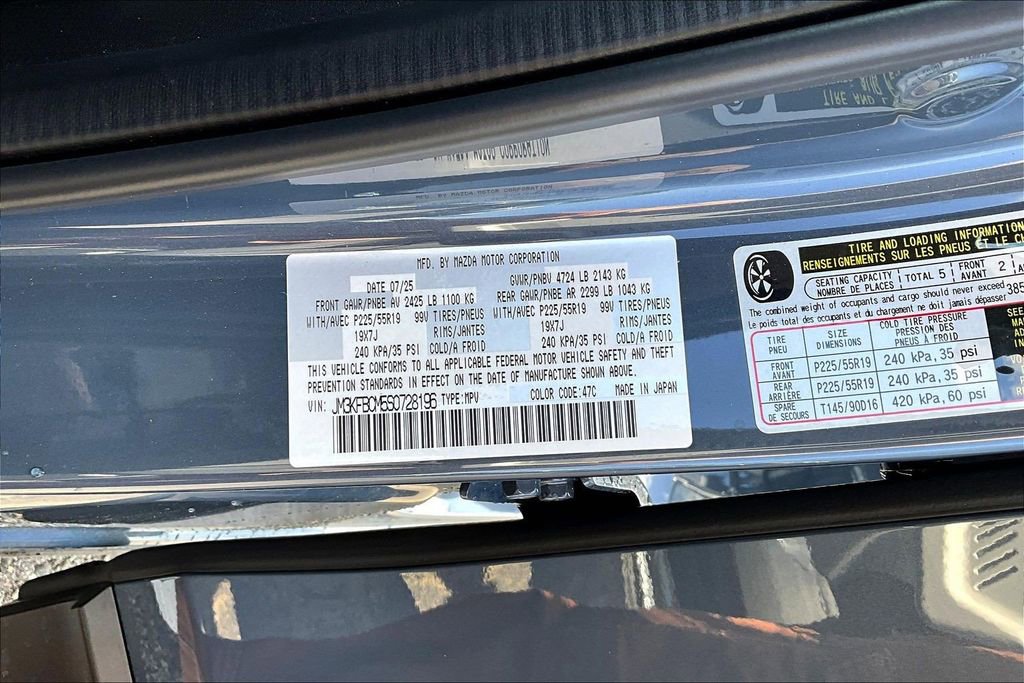 MFD. BY MAZDA MOTOR CORPORATION
DATE 07/25 GVWR/PNBV 4724 LB 2143 KG
FRONT GAWR/PNBE AV 2425 LB 1100 KG REAR GAWR/PNBE AR 2299 LB 1043 KG
WITH/AVEC P225/55R19 99V TIRES/PNEUS WITH/AVEC P225/55R19 99V TIRES/PNEUS
19X7J RIMS/JANTES 19X7J RIMS/JANTES
240 KPA/35 PSI COLD/A FROID 240 KPA/35 PSI COLD/A FROID
THIS VEHICLE CONFORMS TO ALL APPLICABLE FEDERAL MOTOR VEHICLE SAFETY AND THEFT
PREVENTION STANDARDS IN EFFECT ON THE DATE OF MANUFACTURE SHOWN ABOVE.
VIN: JM3KFBCM5S0728196 TYPE:MPV COLOR CODE:47C MADE IN JAPAN
TIRE AND LOADING INFORMATION
RENSEIGNEMENTS SUR LES PNEUS et LE
SEATING CAPACITY
NOMBRE DE PLACES
TOTAL 5
FRONT
AVANT
2
The combined weight of occupants and cargo should never exceed
Le poids total des occupants et du chargement ne doit jamais dépasser
385
TIRE
PNEU
SIZE
DIMENSIONS
COLD TIRE PRESSURE
PRESSION DES
PNEUS À FROID
FRONT
AVANT
P225/55R19
240 kPa, 35 psi
REAR
ARRIÈRE
P225/55R19
240 kPa, 35 psi
SPARE
DE SECOURS
T145/90D16
420 kPa, 60 psi